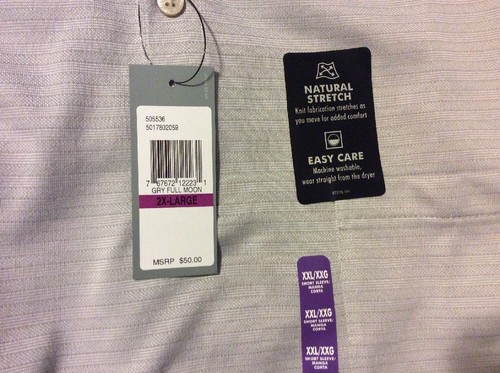 505536
5017802059
7 67672 12223 1
GRY FULL MOON
2X-LARGE
MSRP $50.00
NATURAL
STRETCH
Knit fabrication stretches as
you move for added comfort
EASY CARE
Machine washable,
wear straight from the dryer
XXL/XXG
SHORT SLEEVE/
MANGA
CORTA
XXL/XXG
SHORT SLEEVE/
MANGA
CORTA
XXL/XXG
SHORT SLEEVE/
MANGA